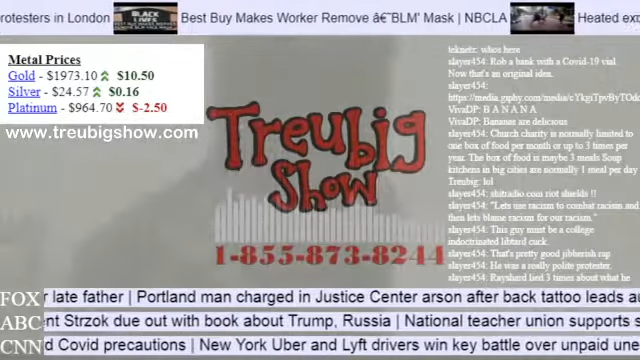 rotesters in London
Best Buy Makes Worker Remove â€˜BLM' Mask | NBCLA
Heated exc
BLACK
LIVES
Metal Prices
Gold - $1973.10 $10.50
Silver - $24.57 $0.16
Platinum - $964.70 $-2.50
www.treubigshow.com
Treubig
Show
1-855-873-8244
teknetz: whos here
slayer454: Rob a bank with a Covid-19 vial.
Now that's an original idea.
slayer454:
VivaDP: B A N A N A
VivaDP: Bananas are delicious
slayer454: Church charity is normally limited to
one box of food per month or up to 3 times per
year. The box of food is maybe 3 meals Soup
kitchens in big cities are normally 1 meal per day
Treubig: lol
slayer454: shitradio com riot shields !!
slayer454: "Lets use racism to combat racism and
then lets blame racism for our racism."
slayer454: This guy must be a college
indoctrinated libtard cuck.
slayer454: That's pretty good jibberish rap
slayer454: He was a really polite protester.
slayer454: Raysherd lied 3 times about what he
FOX
r late father | Portland man charged in Justice Center arson after back tattoo leads au
ABC
nt Strzok due out with book about Trump, Russia | National teacher union supports s
CNN
d Covid precautions | New York Uber and Lyft drivers win key battle over unpaid une